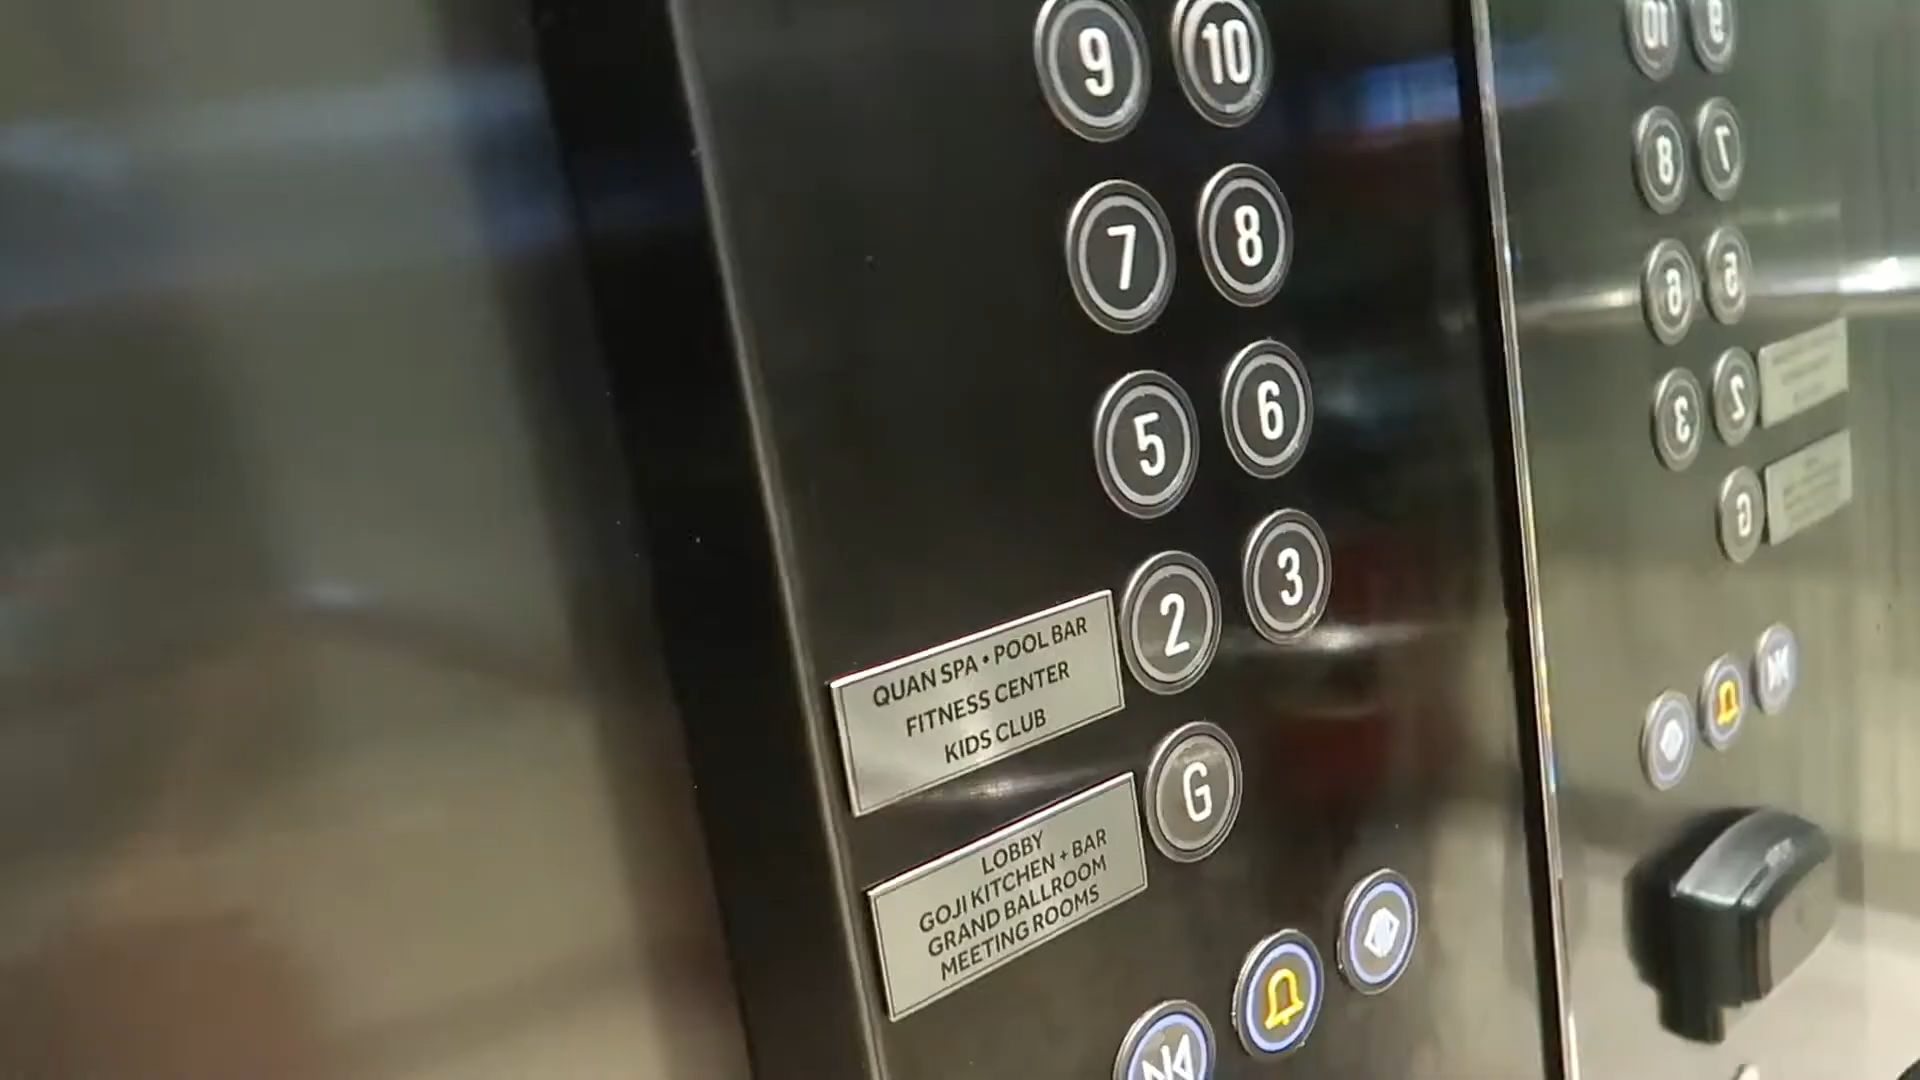 9 10
7 8
5 6
2 3
QUAN SPA • POOL BAR
FITNESS CENTER
KIDS CLUB
G
LOBBY
GOJI KITCHEN + BAR
GRAND BALLROOM
MEETING ROOMS